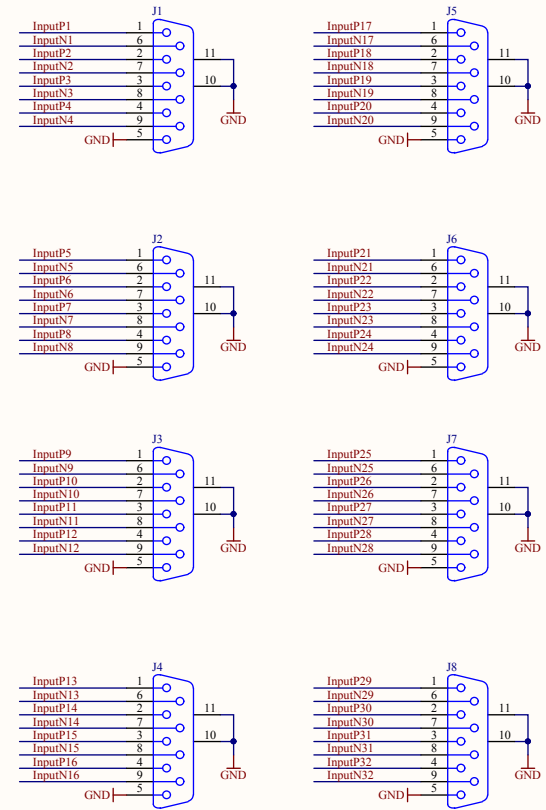 J1
InputP1 1
InputN1 6
InputP2 2 11
InputN2 7
InputP3 3 10
InputN3 8
InputP4 4
InputN4 9 GND
GND 5
J5
InputP17 1
InputN17 6
InputP18 2 11
InputN18 7
InputP19 3 10
InputN19 8
InputP20 4
InputN20 9 GND
GND 5
J2
InputP5 1
InputN5 6
InputP6 2 11
InputN6 7
InputP7 3 10
InputN7 8
InputP8 4
InputN8 9 GND
GND 5
J6
InputP21 1
InputN21 6
InputP22 2 11
InputN22 7
InputP23 3 10
InputN23 8
InputP24 4
InputN24 9 GND
GND 5
J3
InputP9 1
InputN9 6
InputP10 2 11
InputN10 7
InputP11 3 10
InputN11 8
InputP12 4
InputN12 9 GND
GND 5
J7
InputP25 1
InputN25 6
InputP26 2 11
InputN26 7
InputP27 3 10
InputN27 8
InputP28 4
InputN28 9 GND
GND 5
J4
InputP13 1
InputN13 6
InputP14 2 11
InputN14 7
InputP15 3 10
InputN15 8
InputP16 4
InputN16 9 GND
GND 5
J8
InputP29 1
InputN29 6
InputP30 2 11
InputN30 7
InputP31 3 10
InputN31 8
InputP32 4
InputN32 9 GND
GND 5